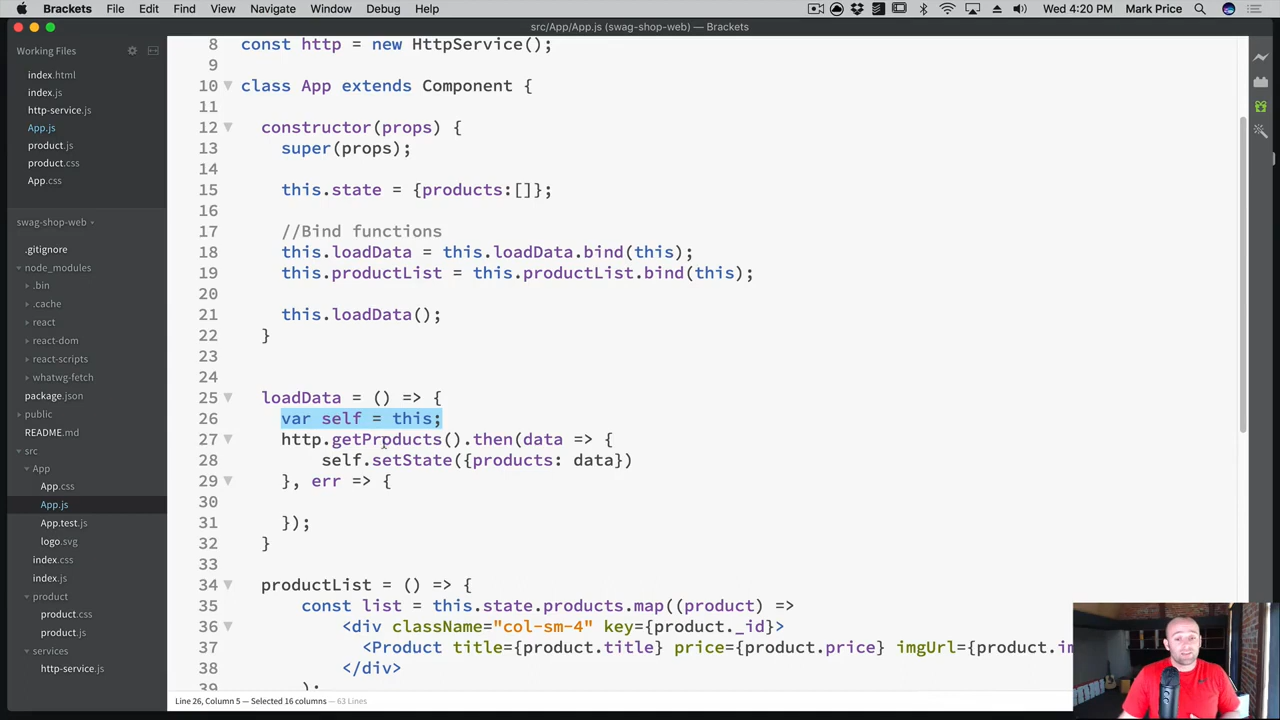 Brackets File Edit Find View Navigate Window Debug Help Wed 4:20 PM Mark Price
src/App/App.js (swag-shop-web) — Brackets
Working Files
index.html
index.js
http-service.js
App.js
product.js
product.css
App.css
swag-shop-web
.gitignore
node_modules
.bin
.cache
react
react-dom
react-scripts
whatwg-fetch
package.json
public
README.md
src
App
App.css
App.js
App.test.js
logo.svg
index.css
index.js
product
product.css
product.js
services
http-service.js
8 const http = new HttpService();
9
10 class App extends Component {
11
12 constructor(props) {
13 super(props);
14
15 this.state = {products:[]};
16
17 //Bind functions
18 this.loadData = this.loadData.bind(this);
19 this.productList = this.productList.bind(this);
20
21 this.loadData();
22 }
23
24
25 loadData = () => {
26 var self = this;
27 http.getProducts().then(data => {
28 self.setState({products: data})
29 }, err => {
30
31 });
32 }
33
34 productList = () => {
35 const list = this.state.products.map((product) =>
36 <div className="col-sm-4" key={product._id}>
37 <Product title={product.title} price={product.price} imgUrl={product.im
38 </div>
39 );
Line 26, Column 5 — Selected 16 columns — 63 Lines